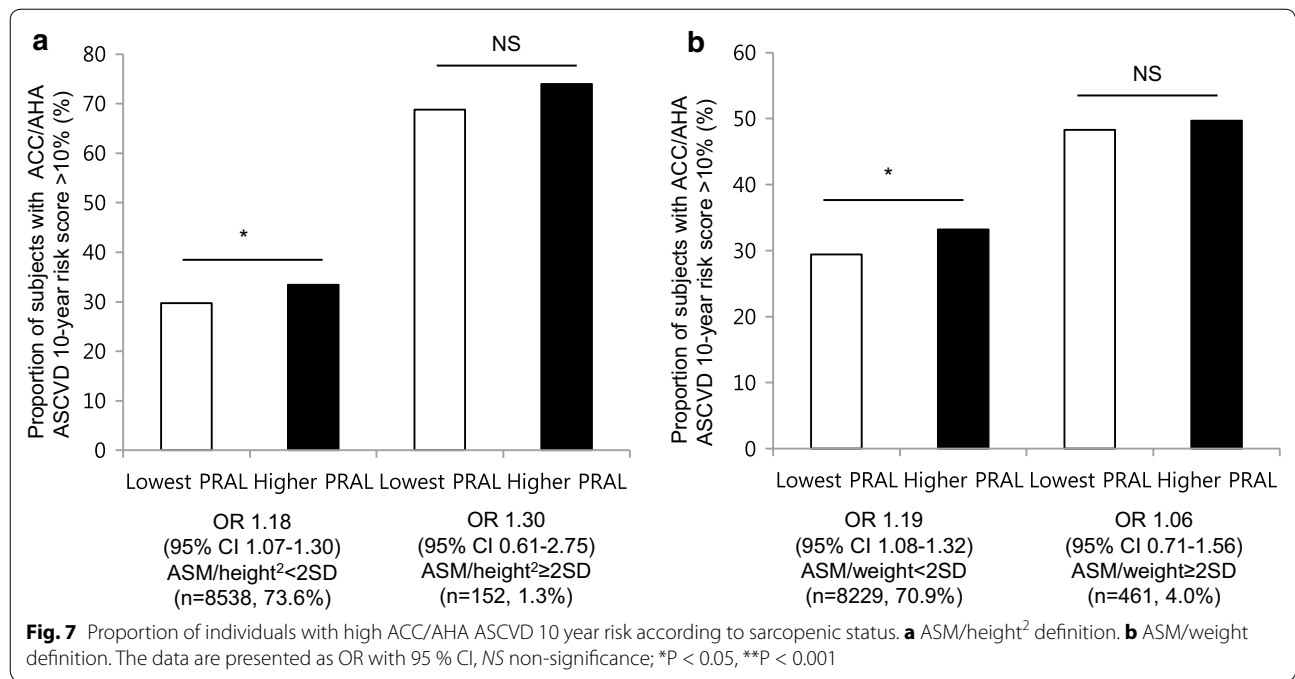 a
Proportion of subjects with ACC/AHA
ASCVD 10-year risk score >10% (%)
80
70
60
50
40
30
20
10
0
*
NS
Lowest PRAL Higher PRAL Lowest PRAL Higher PRAL
OR 1.18
(95% CI 1.07-1.30)
ASM/height²<2SD
(n=8538, 73.6%)
OR 1.30
(95% CI 0.61-2.75)
ASM/height²≥2SD
(n=152, 1.3%)
b
Proportion of subjects with ACC/AHA
ASCVD 10-year risk score >10% (%)
60
50
40
30
20
10
0
*
NS
Lowest PRAL Higher PRAL Lowest PRAL Higher PRAL
OR 1.19
(95% CI 1.08-1.32)
ASM/weight<2SD
(n=8229, 70.9%)
OR 1.06
(95% CI 0.71-1.56)
ASM/weight≥2SD
(n=461, 4.0%)
Fig. 7 Proportion of individuals with high ACC/AHA ASCVD 10 year risk according to sarcopenic status. a ASM/height² definition. b ASM/weight
definition. The data are presented as OR with 95 % CI, NS non-significance; *P < 0.05, **P < 0.001